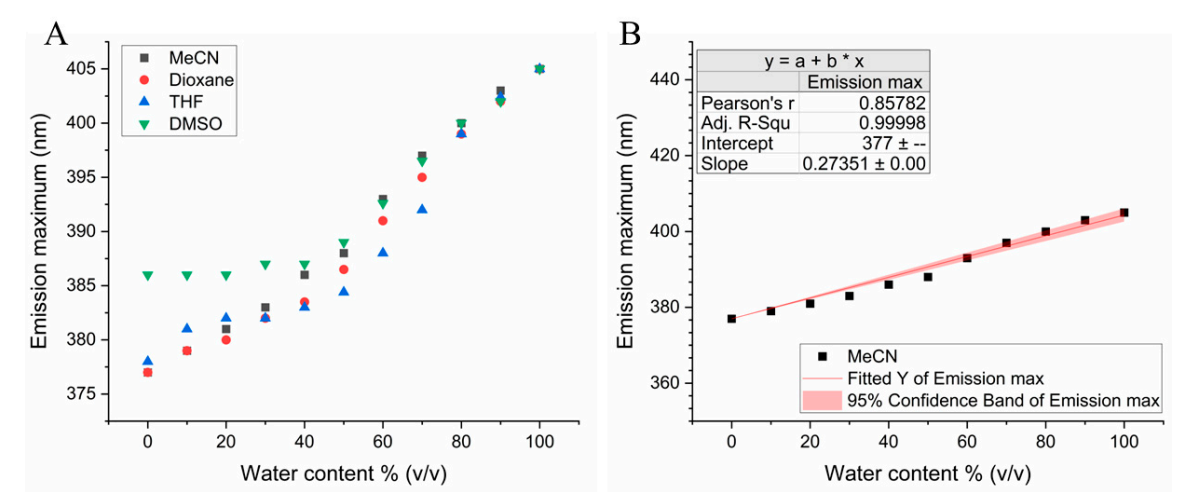 A
MeCN
Dioxane
THF
DMSO
405
400
395
390
385
380
375
Emission maximum (nm)
0 20 40 60 80 100
Water content % (v/v)
B
y = a + b * x
Emission max
Pearson's r 0.85782
Adj. R-Squ 0.99998
Intercept 377 ± --
Slope 0.27351 ± 0.00
440
420
400
380
360
Emission maximum (nm)
MeCN
Fitted Y of Emission max
95% Confidence Band of Emission max
0 20 40 60 80 100
Water content % (v/v)